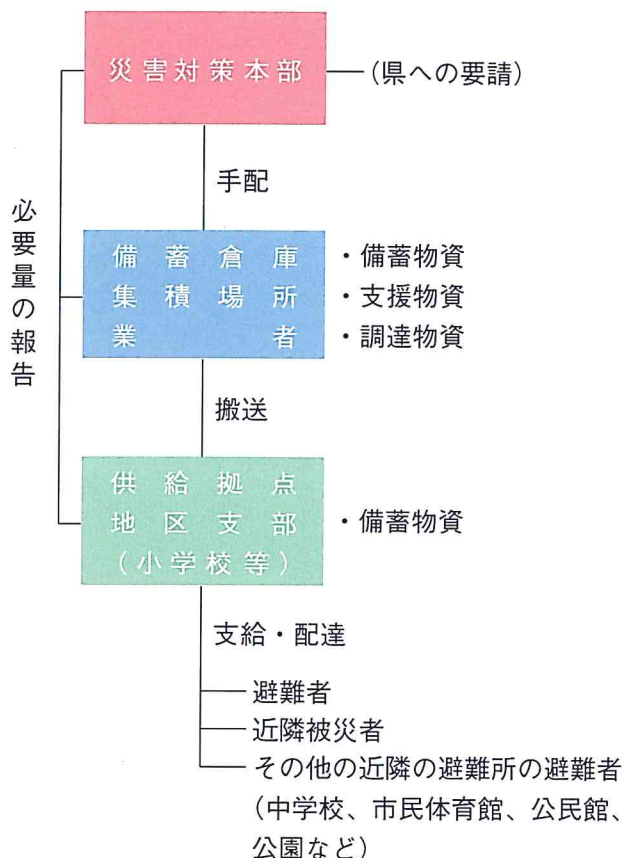 災害対策本部
(県への要請)
手配
必要量の報告
備蓄倉庫
集積場所
業者
・備蓄物資
・支援物資
・調達物資
搬送
供給拠点
地区支部
(小学校等)
・備蓄物資
支給・配達
避難者
近隣被災者
その他の近隣の避難所の避難者
(中学校、市民体育館、公民館、
公園など)